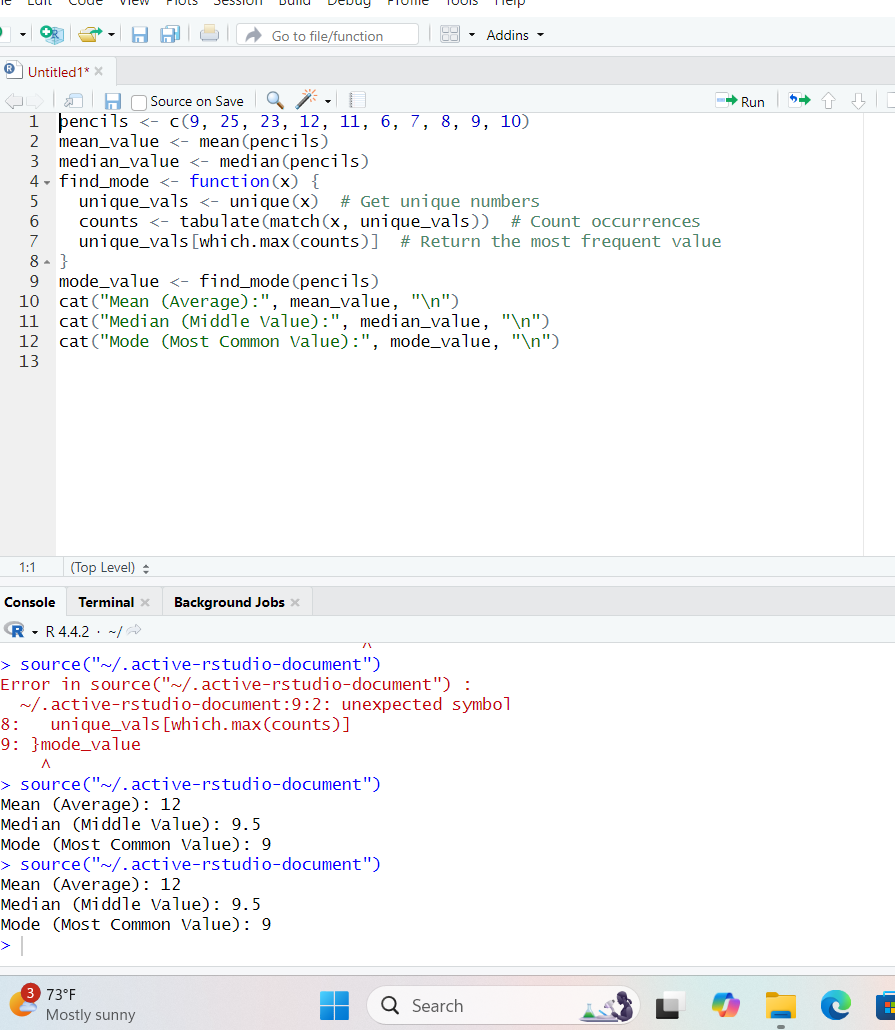 Edit Code View Plots Session Build Debug Profile Tools Help
Go to file/function Addins
Untitled1*
Source on Save Run
1 pencils <- c(9, 25, 23, 12, 11, 6, 7, 8, 9, 10)
2 mean_value <- mean(pencils)
3 median_value <- median(pencils)
4 find_mode <- function(x) {
5   unique_vals <- unique(x)  # Get unique numbers
6   counts <- tabulate(match(x, unique_vals))  # Count occurrences
7   unique_vals[which.max(counts)]  # Return the most frequent value
8 }
9 mode_value <- find_mode(pencils)
10 cat("Mean (Average):", mean_value, "\n")
11 cat("Median (Middle Value):", median_value, "\n")
12 cat("Mode (Most Common Value):", mode_value, "\n")
13
1:1 (Top Level)
Console Terminal Background Jobs
R R 4.4.2 · ~/
^
> source("~/.active-rstudio-document")
Error in source("~/.active-rstudio-document") :
  ~/.active-rstudio-document:9:2: unexpected symbol
8:   unique_vals[which.max(counts)]
9: }mode_value
    ^
> source("~/.active-rstudio-document")
Mean (Average): 12
Median (Middle Value): 9.5
Mode (Most Common Value): 9
> source("~/.active-rstudio-document")
Mean (Average): 12
Median (Middle Value): 9.5
Mode (Most Common Value): 9
>
3 73°F
Mostly sunny
Search